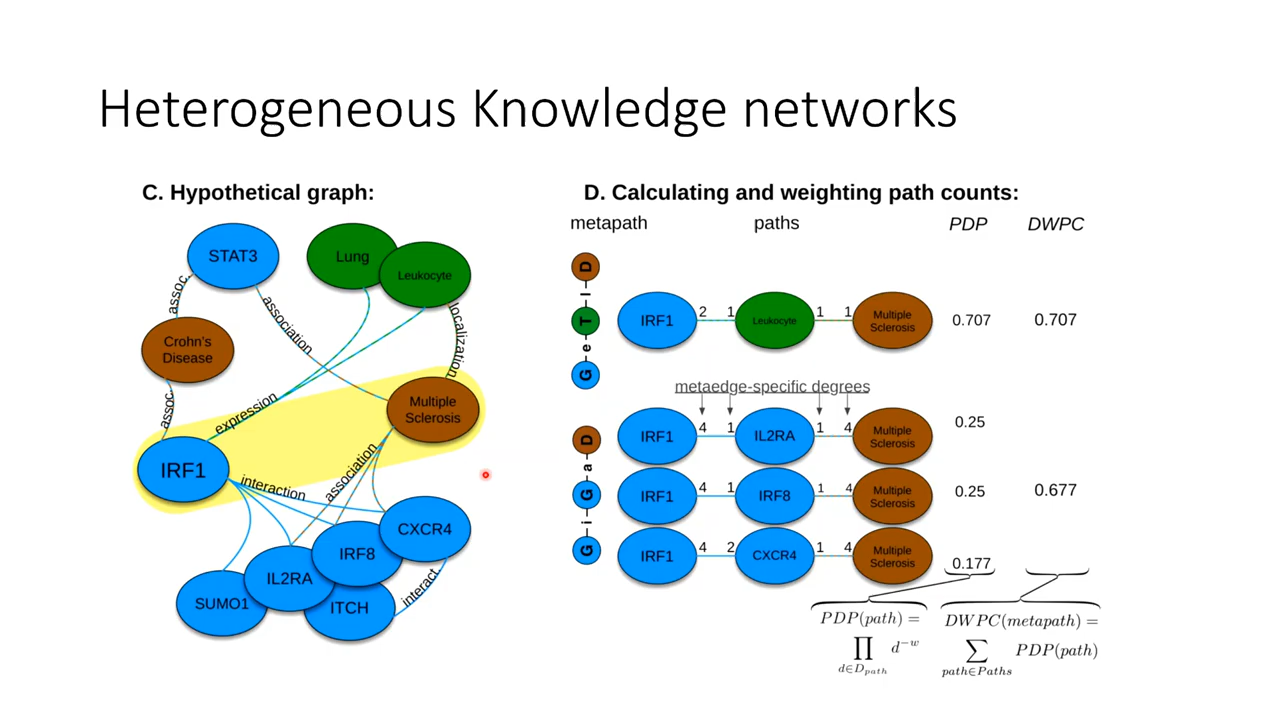 Heterogeneous Knowledge networks
C. Hypothetical graph:
STAT3
Lung
Leukocyte
assoc.
association
localization
Crohn's
Disease
assoc.
expression
Multiple
Sclerosis
IRF1
interaction
association
CXCR4
IRF8
IL2RA
SUMO1
ITCH
interact.
D. Calculating and weighting path counts:
metapath
paths
PDP
DWPC
G e T l D
IRF1 2 1 Leukocyte 1 1 Multiple
Sclerosis
0.707
0.707
metaedge-specific degrees
G i G a D
IRF1 4 1 IL2RA 1 4 Multiple
Sclerosis
0.25
IRF1 4 1 IRF8 1 4 Multiple
Sclerosis
0.25
0.677
IRF1 4 2 CXCR4 1 4 Multiple
Sclerosis
0.177
PDP(path) =
∏ d^{-w}
d∈D_{path}
DWPC(metapath) =
∑ PDP(path)
path∈Paths